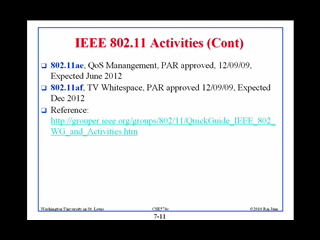 IEEE 802.11 Activities (Cont)
802.11ae, QoS Manangement, PAR approved, 12/09/09,
Expected June 2012
802.11af, TV Whitespace, PAR approved 12/09/09, Expected
Dec 2012
Reference:
http://grouper.ieee.org/groups/802/11/QuickGuide_IEEE_802_
WG_and_Activities.htm
Washington University in St. Louis CSE574s ©2010 Raj Jain
7-11